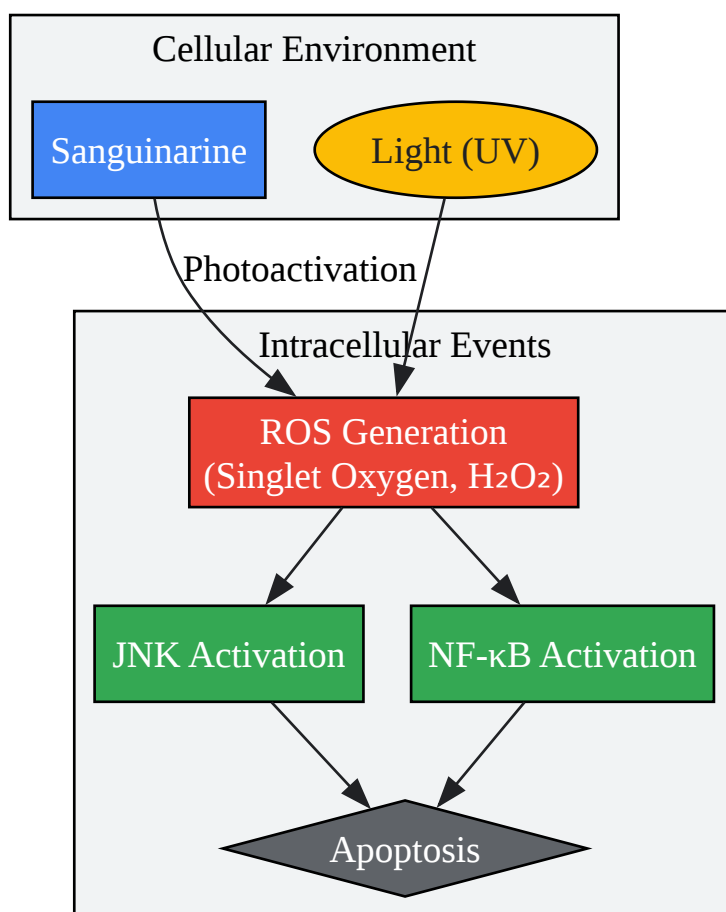 Cellular Environment
Sanguinarine
Light (UV)
Photoactivation
Intracellular Events
ROS Generation
(Singlet Oxygen, H₂O₂)
JNK Activation
NF-κB Activation
Apoptosis